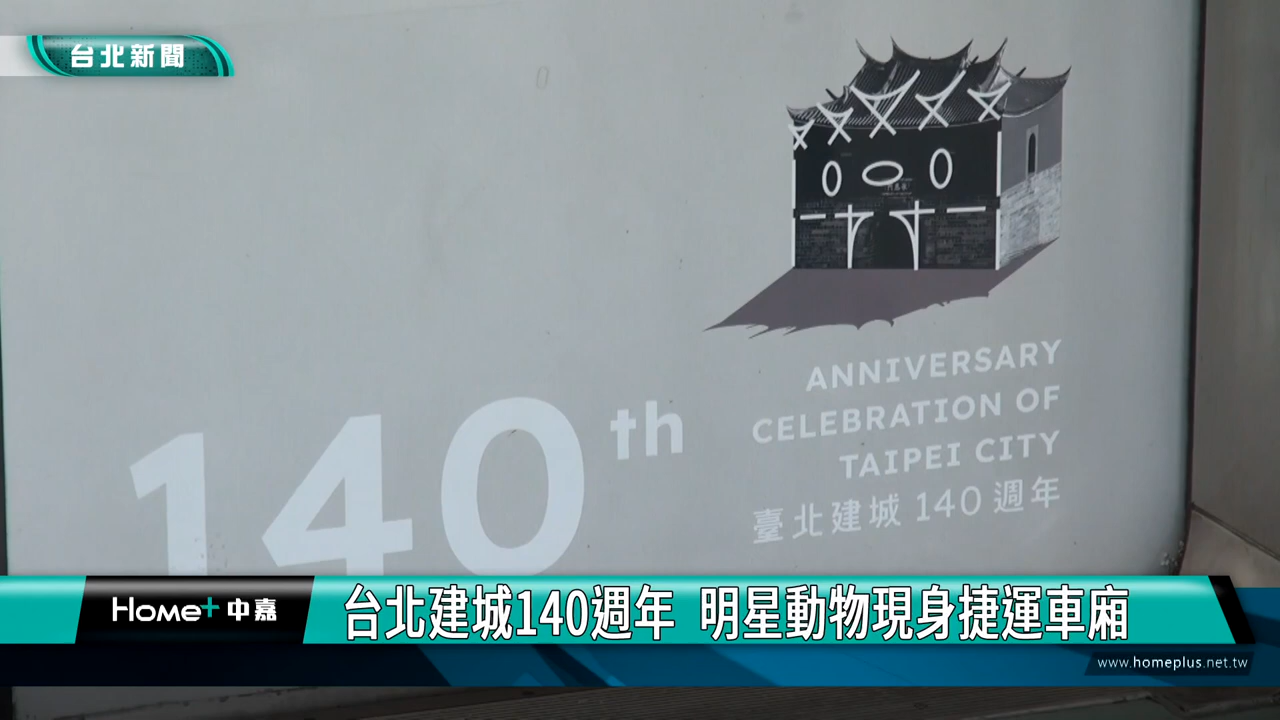 台北新聞
140th
ANNIVERSARY
CELEBRATION OF
TAIPEI CITY
臺北建城 140 週年
Home+ 中嘉
台北建城140週年 明星動物現身捷運車廂
www.homeplus.net.tw